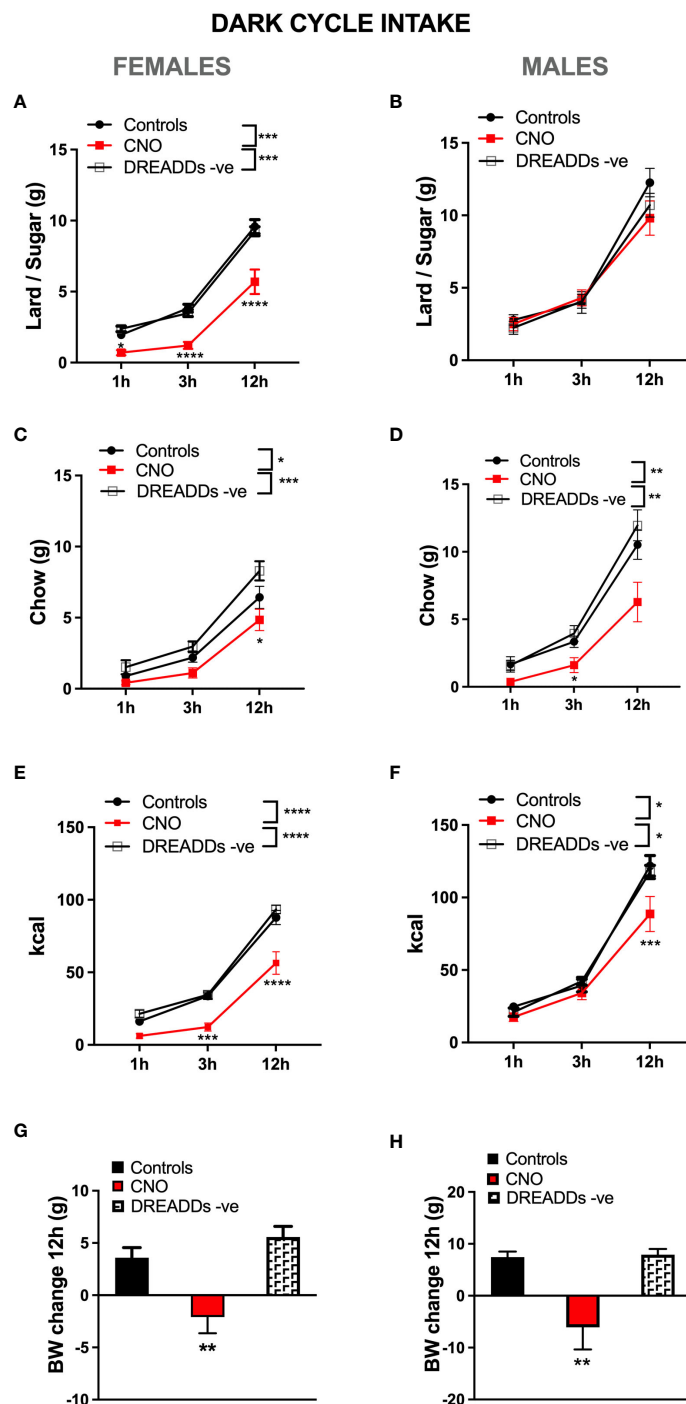 DARK CYCLE INTAKE
FEMALES
MALES
A
Controls
CNO
DREADDs -ve
***
***
Lard / Sugar (g)
15
10
5
0
*
****
****
1h 3h 12h
B
Controls
CNO
DREADDs -ve
Lard / Sugar (g)
15
10
5
0
1h 3h 12h
C
Controls
CNO
DREADDs -ve
*
***
Chow (g)
15
10
5
0
*
1h 3h 12h
D
Controls
CNO
DREADDs -ve
**
**
Chow (g)
15
10
5
0
*
1h 3h 12h
E
Controls
CNO
DREADDs -ve
****
****
kcal
150
100
50
0
***
****
1h 3h 12h
F
Controls
CNO
DREADDs -ve
*
*
kcal
150
100
50
0
***
1h 3h 12h
G
Controls
CNO
DREADDs -ve
BW change 12h (g)
10
5
0
-5
-10
**
H
Controls
CNO
DREADDs -ve
BW change 12h (g)
20
10
0
-10
-20
**